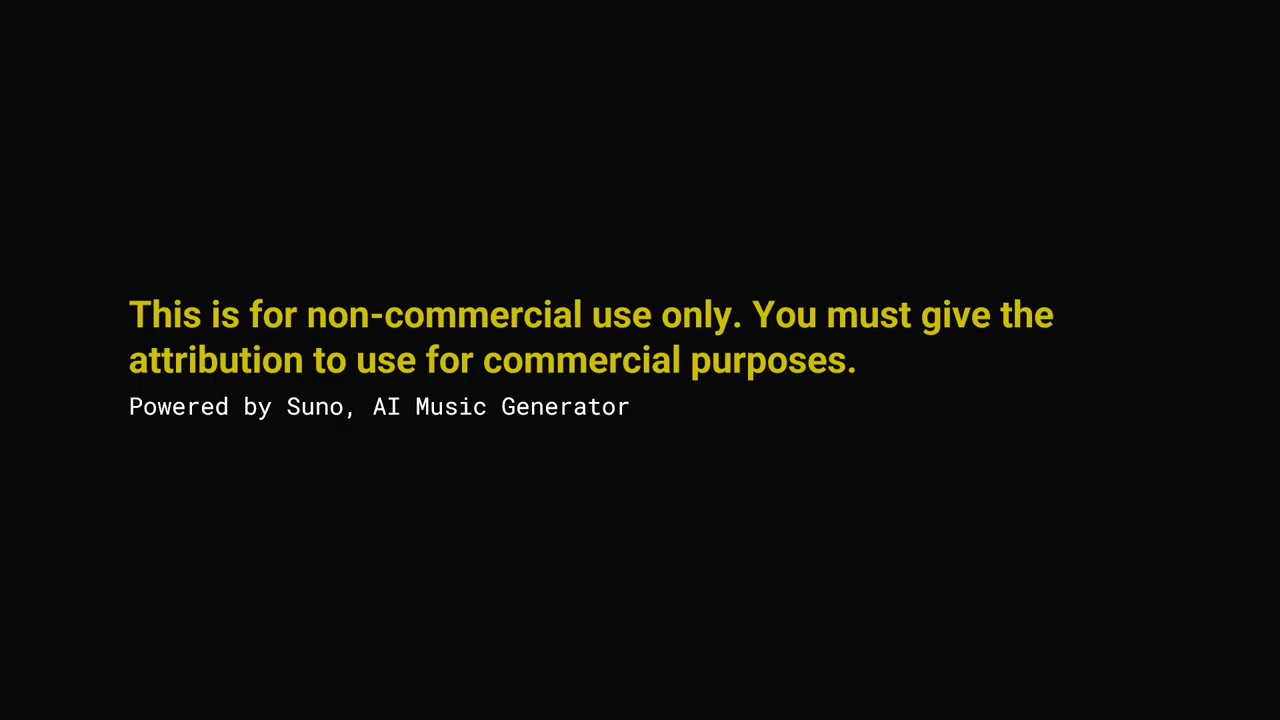 This is for non-commercial use only. You must give the
attribution to use for commercial purposes.
Powered by Suno, AI Music Generator